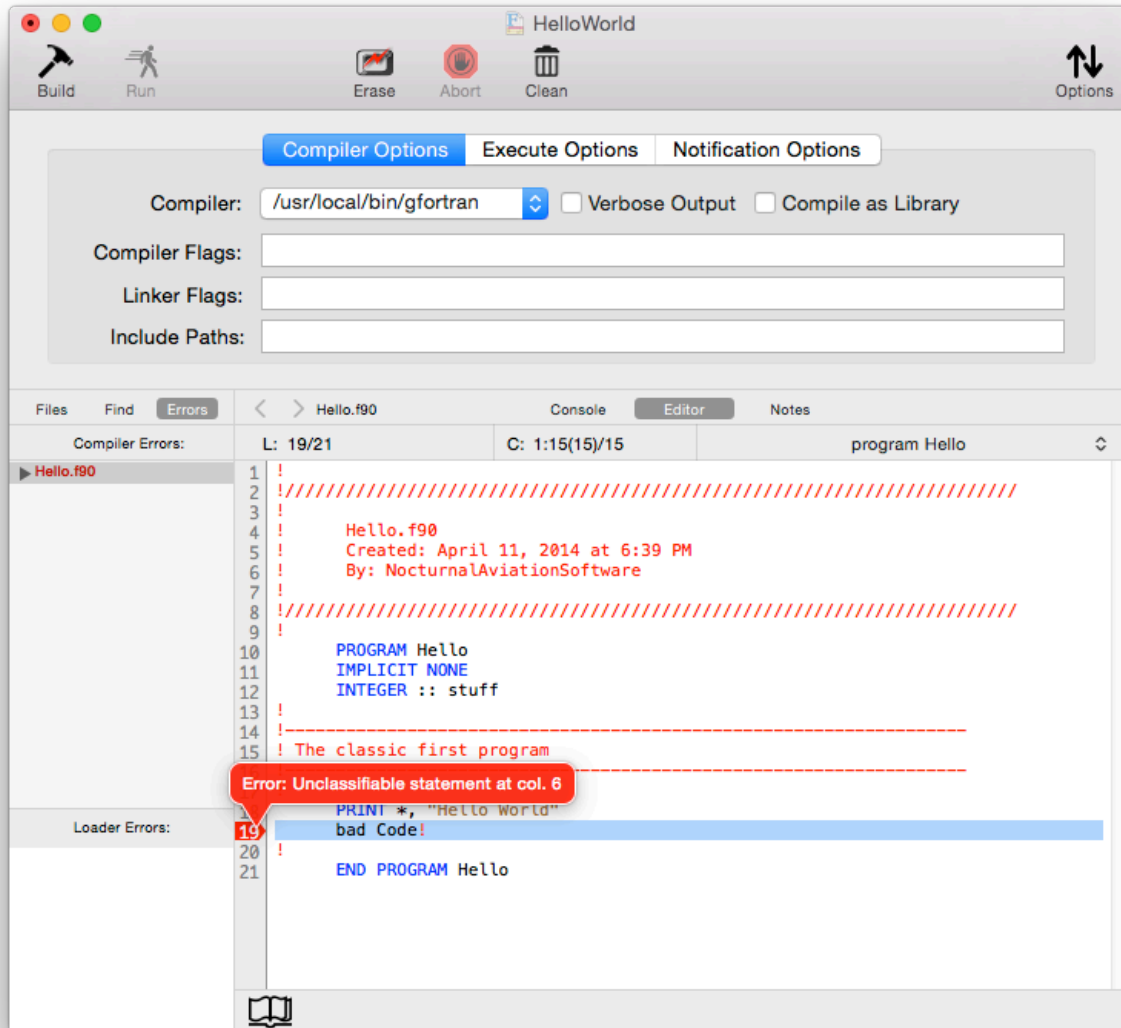 HelloWorld
Build Run Erase Abort Clean Options
Compiler Options Execute Options Notification Options
Compiler: /usr/local/bin/gfortran Verbose Output Compile as Library
Compiler Flags:
Linker Flags:
Include Paths:
Files Find Errors Hello.f90 Console Editor Notes
Compiler Errors: L: 19/21 C: 1:15(15)/15 program Hello
Hello.f90
1 !
2 !////////////////////////////////////////////////////////////////////////
3 !
4 ! Hello.f90
5 ! Created: April 11, 2014 at 6:39 PM
6 ! By: NocturnalAviationSoftware
7 !
8 !////////////////////////////////////////////////////////////////////////
9 !
10 PROGRAM Hello
11 IMPLICIT NONE
12 INTEGER :: stuff
13 !
14 !-------------------------------------------------------------------
15 ! The classic first program
Error: Unclassifiable statement at col. 6
PRINT *, "Hello World"
Loader Errors:
19 bad Code!
20 !
21 END PROGRAM Hello